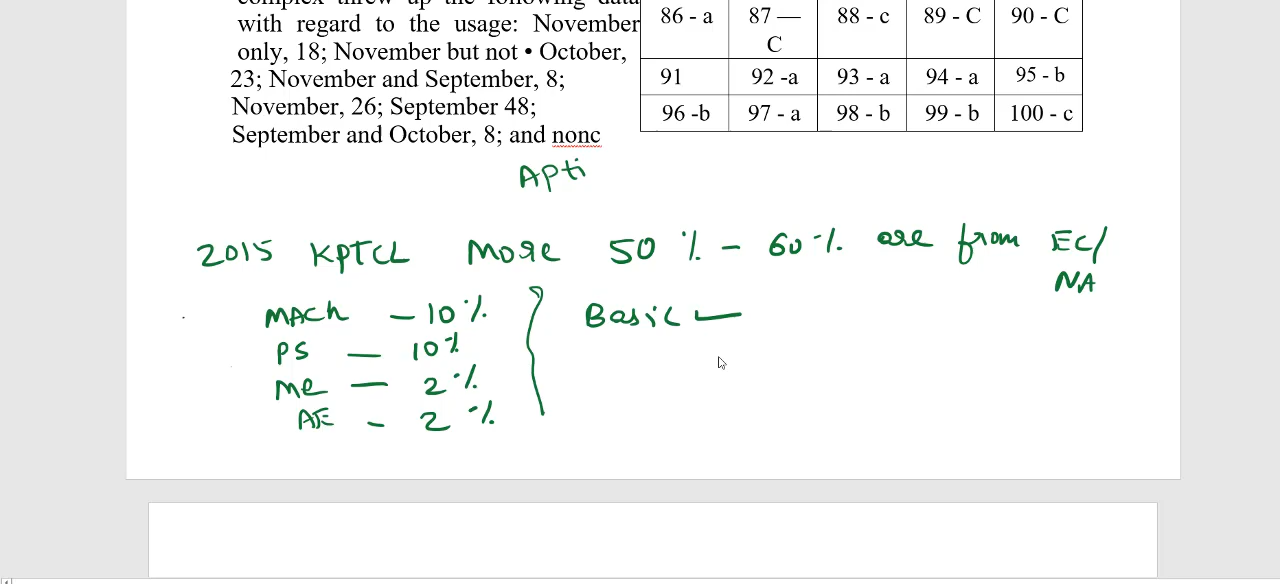 complex threw up the following data
with regard to the usage: November
only, 18; November but not • October,
23; November and September, 8;
November, 26; September 48;
September and October, 8; and nonc
86 - a 87 — C 88 - c 89 - C 90 - C
91 92 -a 93 - a 94 - a 95 - b
96 -b 97 - a 98 - b 99 - b 100 - c
Apti
2015 KPTCL More 50 % - 60 % are from EC/
NA
MACh - 10 %
PS — 10 %
Me — 2 %
AE - 2 %
Basic —